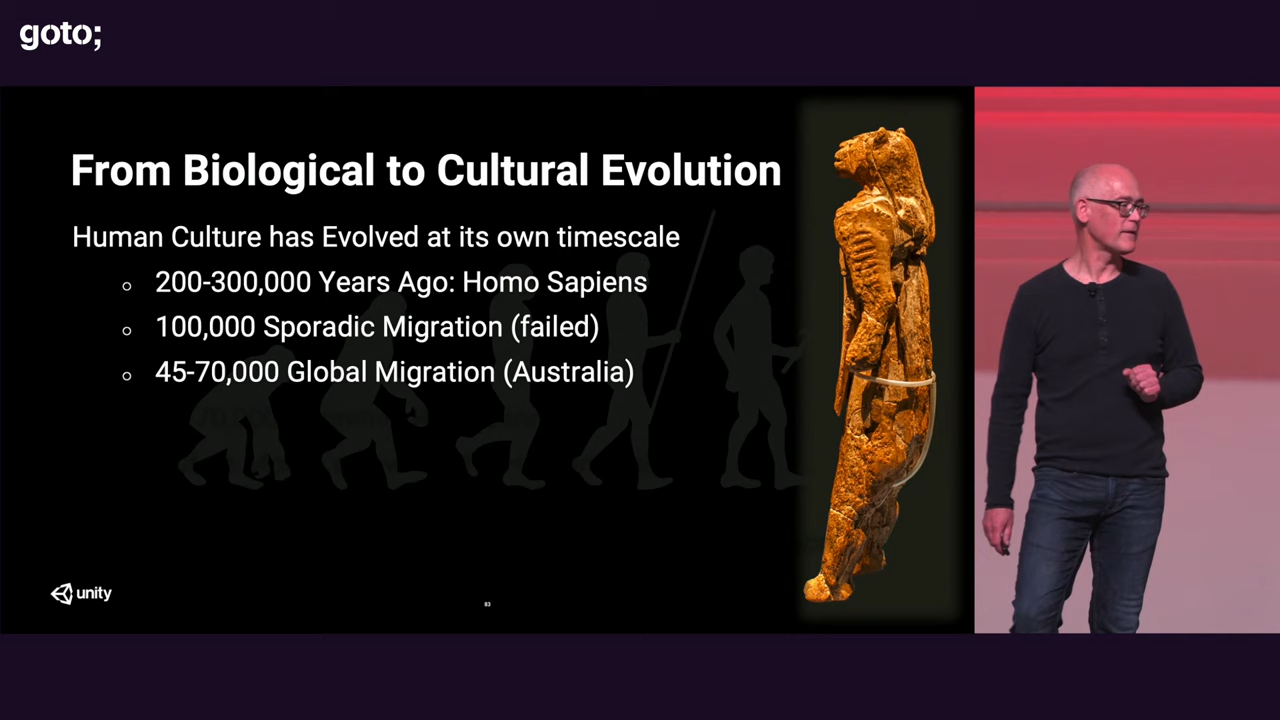 goto;
From Biological to Cultural Evolution
Human Culture has Evolved at its own timescale
200-300,000 Years Ago: Homo Sapiens
100,000 Sporadic Migration (failed)
45-70,000 Global Migration (Australia)
unity
83